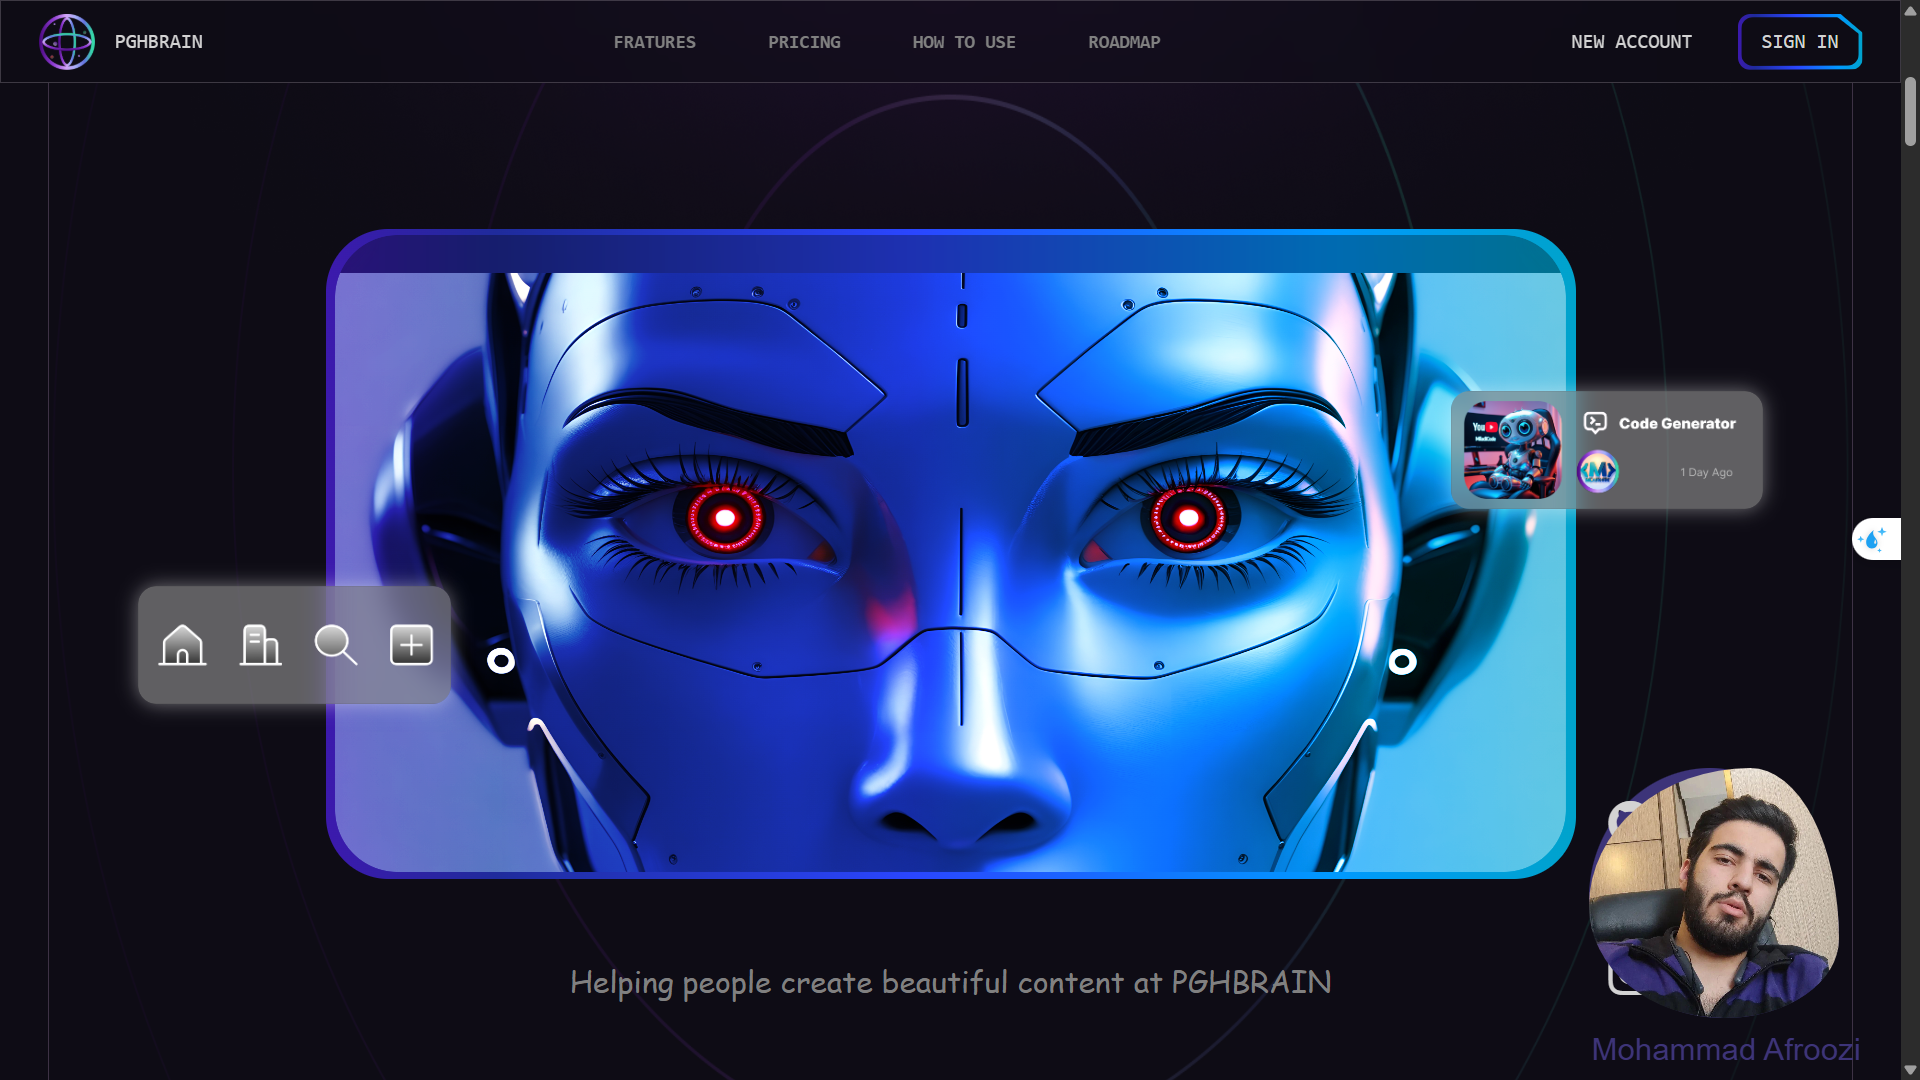 PGHBRAIN
FRATURES
PRICING
HOW TO USE
ROADMAP
NEW ACCOUNT
SIGN IN
You
Code Generator
1 Day Ago
Helping people create beautiful content at PGHBRAIN
Mohammad Afroozi